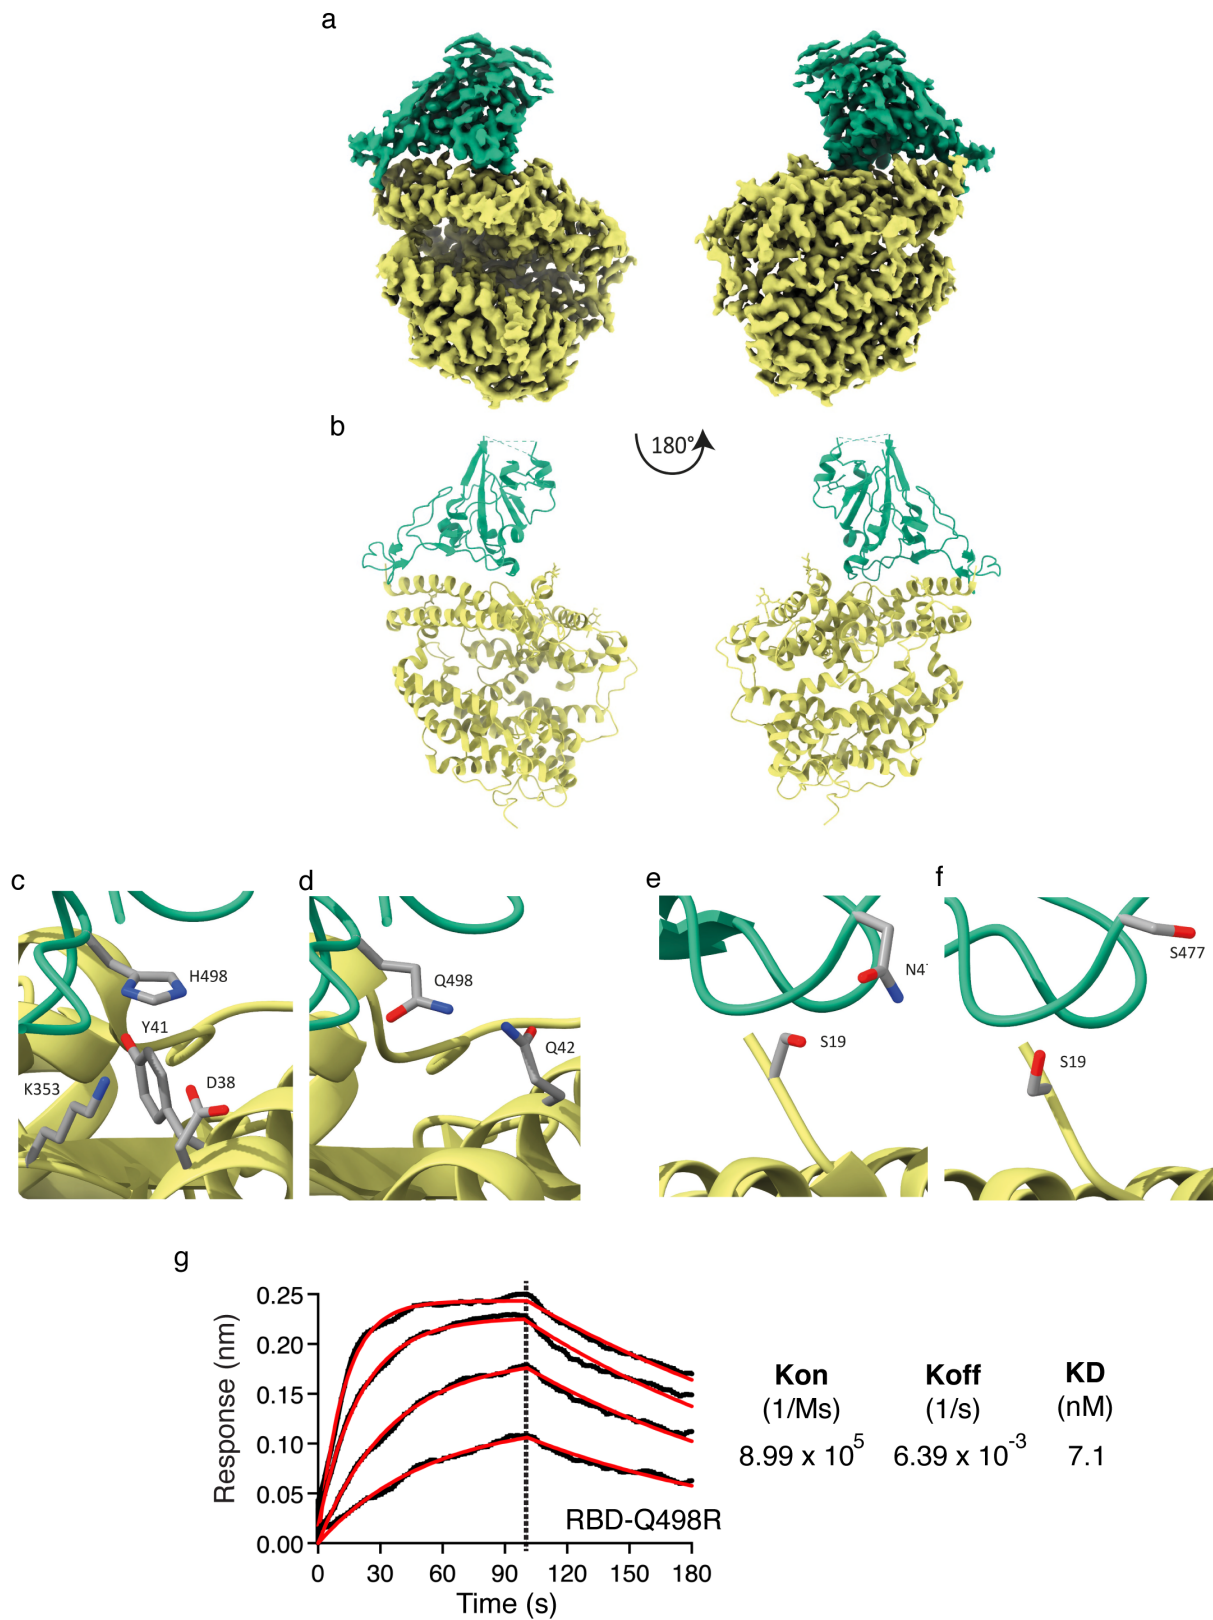 a
b
180°
c
d
e
f
H498
Y41
K353
D38
Q498
Q42
N47
S19
S477
S19
g
Response (nm)
0.25
0.20
0.15
0.10
0.05
0.00
0 30 60 90 120 150 180
Time (s)
RBD-Q498R
Kon Koff KD
(1/Ms) (1/s) (nM)
8.99 x 10⁵ 6.39 x 10⁻³ 7.1